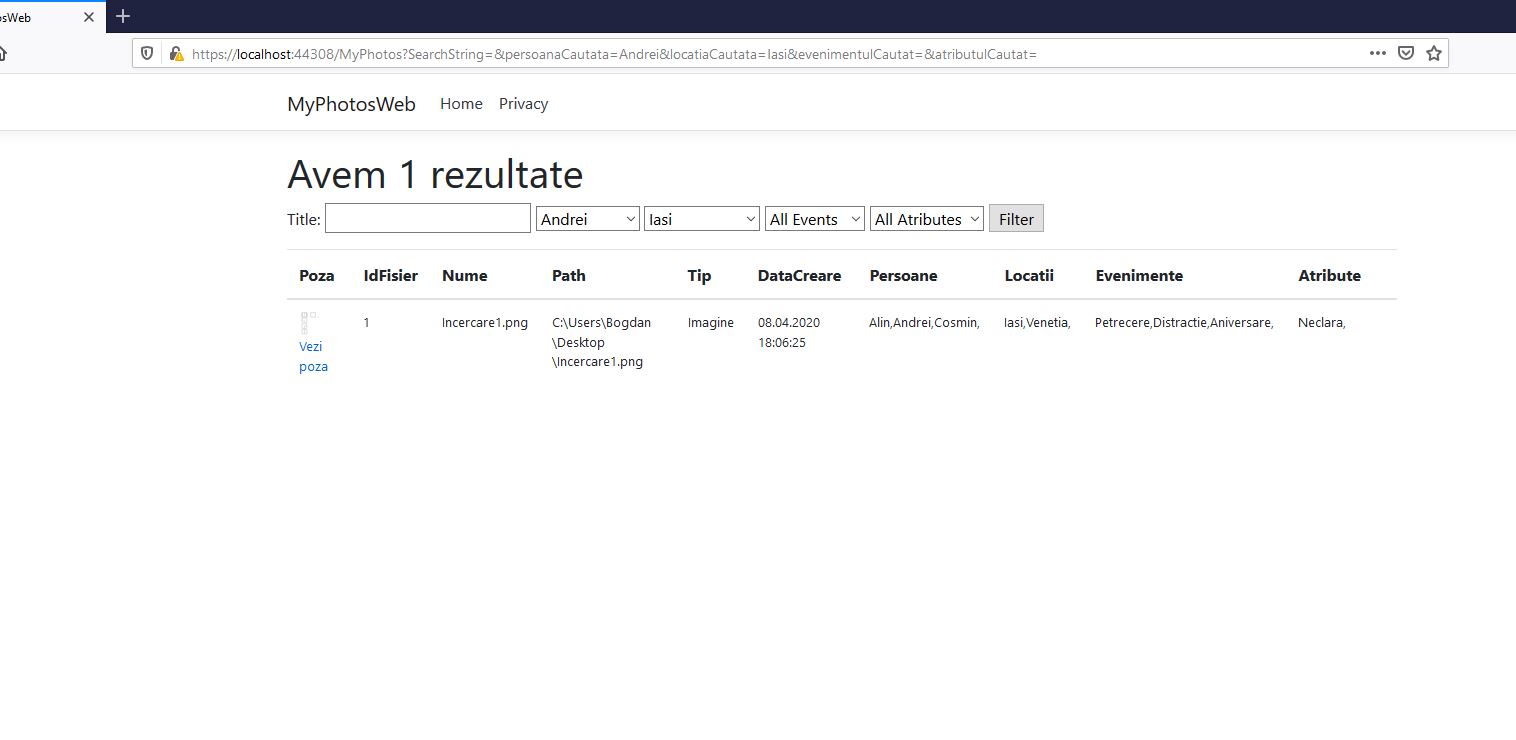 osWeb
https://localhost:44308/MyPhotos?SearchString=&persoanaCautata=Andrei&locatiaCautata=Iasi&evenimentulCautat=&atributulCautat=
MyPhotosWeb Home Privacy
Avem 1 rezultate
Title: Andrei Iasi All Events All Atributes Filter
Poza IdFisier Nume Path Tip DataCreare Persoane Locatii Evenimente Atribute
1 Incercare1.png C:\Users\Bogdan Imagine 08.04.2020 Alin,Andrei,Cosmin, Iasi,Venetia, Petrecere,Distractie,Aniversare, Neclara,
Vezi \Desktop 18:06:25
poza \Incercare1.png